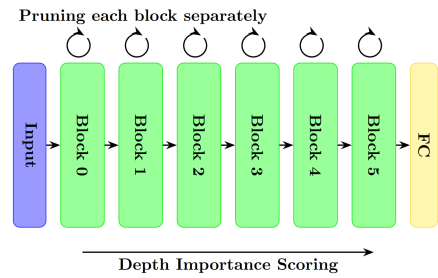 Pruning each block separately
Input
Block 0
Block 1
Block 2
Block 3
Block 4
Block 5
FC
Depth Importance Scoring